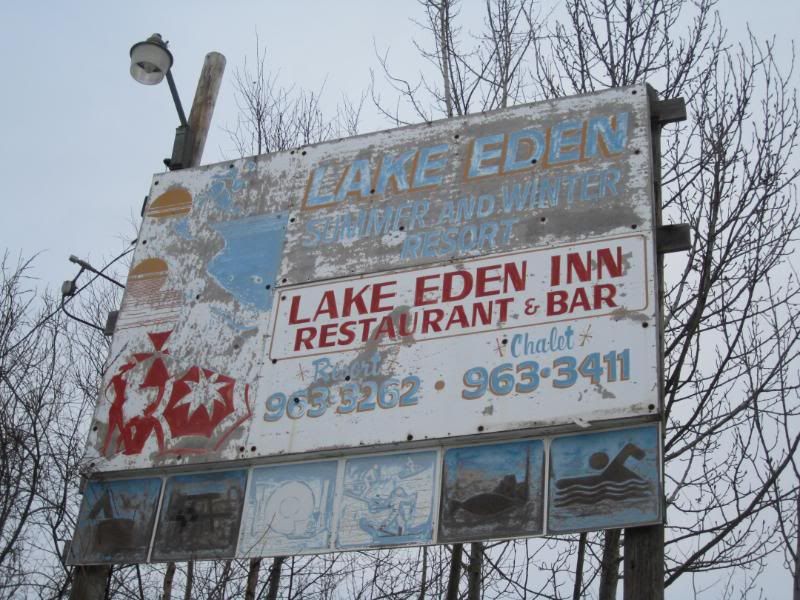 LAKE EDEN
SUMMER AND WINTER
RESORT
LAKE EDEN INN
RESTAURANT & BAR
Resort Chalet
963-3262 • 963-3411